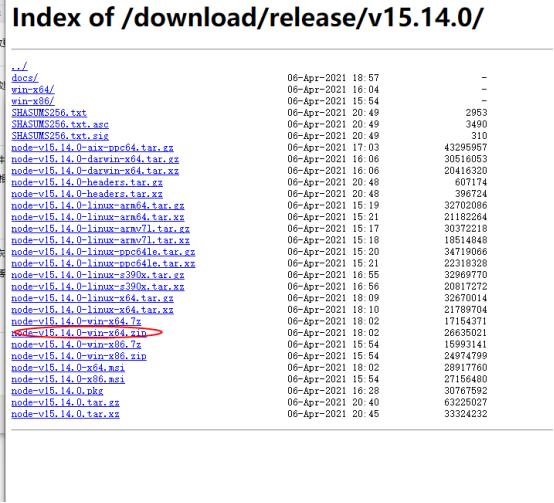 Index of /download/release/v15.14.0/
../
docs/ 06-Apr-2021 18:57 -
win-x64/ 06-Apr-2021 16:04 -
win-x86/ 06-Apr-2021 15:54 -
SHASUMS256.txt 06-Apr-2021 20:49 2953
SHASUMS256.txt.asc 06-Apr-2021 20:49 3490
SHASUMS256.txt.sig 06-Apr-2021 20:49 310
node-v15.14.0-aix-ppc64.tar.gz 06-Apr-2021 17:03 43295957
node-v15.14.0-darwin-x64.tar.gz 06-Apr-2021 16:06 30516053
node-v15.14.0-darwin-x64.tar.xz 06-Apr-2021 16:06 20416320
node-v15.14.0-headers.tar.gz 06-Apr-2021 20:48 607174
node-v15.14.0-headers.tar.xz 06-Apr-2021 20:48 396724
node-v15.14.0-linux-arm64.tar.gz 06-Apr-2021 15:19 32702086
node-v15.14.0-linux-arm64.tar.xz 06-Apr-2021 15:21 21182264
node-v15.14.0-linux-armv7l.tar.gz 06-Apr-2021 15:17 30372218
node-v15.14.0-linux-armv7l.tar.xz 06-Apr-2021 15:18 18514848
node-v15.14.0-linux-ppc64le.tar.gz 06-Apr-2021 15:20 34719066
node-v15.14.0-linux-ppc64le.tar.xz 06-Apr-2021 15:21 22318328
node-v15.14.0-linux-s390x.tar.gz 06-Apr-2021 16:55 32969770
node-v15.14.0-linux-s390x.tar.xz 06-Apr-2021 16:56 20817272
node-v15.14.0-linux-x64.tar.gz 06-Apr-2021 18:09 32670014
node-v15.14.0-linux-x64.tar.xz 06-Apr-2021 18:10 21789704
node-v15.14.0-win-x64.7z 06-Apr-2021 18:02 17154371
node-v15.14.0-win-x64.zip 06-Apr-2021 18:02 26635021
node-v15.14.0-win-x86.7z 06-Apr-2021 15:54 15993141
node-v15.14.0-win-x86.zip 06-Apr-2021 15:54 24974799
node-v15.14.0-x64.msi 06-Apr-2021 18:02 28917760
node-v15.14.0-x86.msi 06-Apr-2021 15:54 27156480
node-v15.14.0.pkg 06-Apr-2021 16:28 30767592
node-v15.14.0.tar.gz 06-Apr-2021 20:40 63225027
node-v15.14.0.tar.xz 06-Apr-2021 20:45 33324232